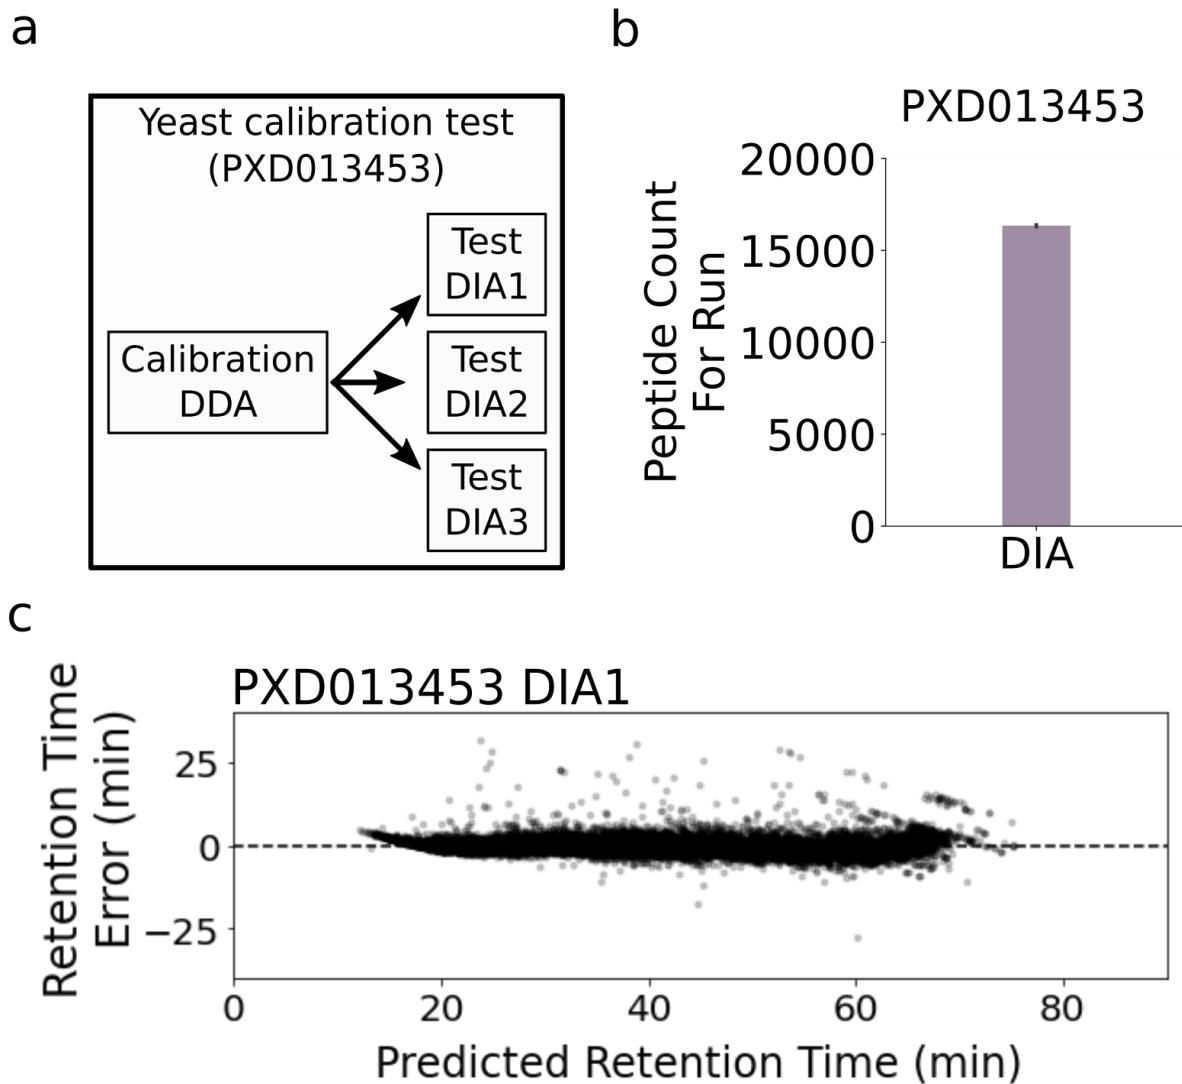 a
Yeast calibration test
(PXD013453)
Calibration
DDA
Test
DIA1
Test
DIA2
Test
DIA3
b
PXD013453
Peptide Count
For Run
20000
15000
10000
5000
0
DIA
c
PXD013453 DIA1
Retention Time
Error (min)
25
0
−25
0 20 40 60 80
Predicted Retention Time (min)